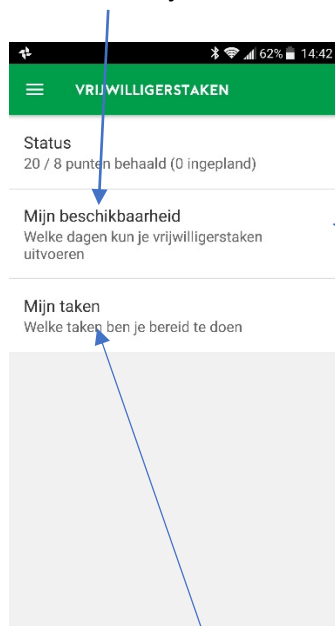 62% 14:42
VRIJWILLIGERSTAKEN
Status
20 / 8 punten behaald (0 ingepland)
Mijn beschikbaarheid
Welke dagen kun je vrijwilligerstaken
uitvoeren
Mijn taken
Welke taken ben je bereid te doen